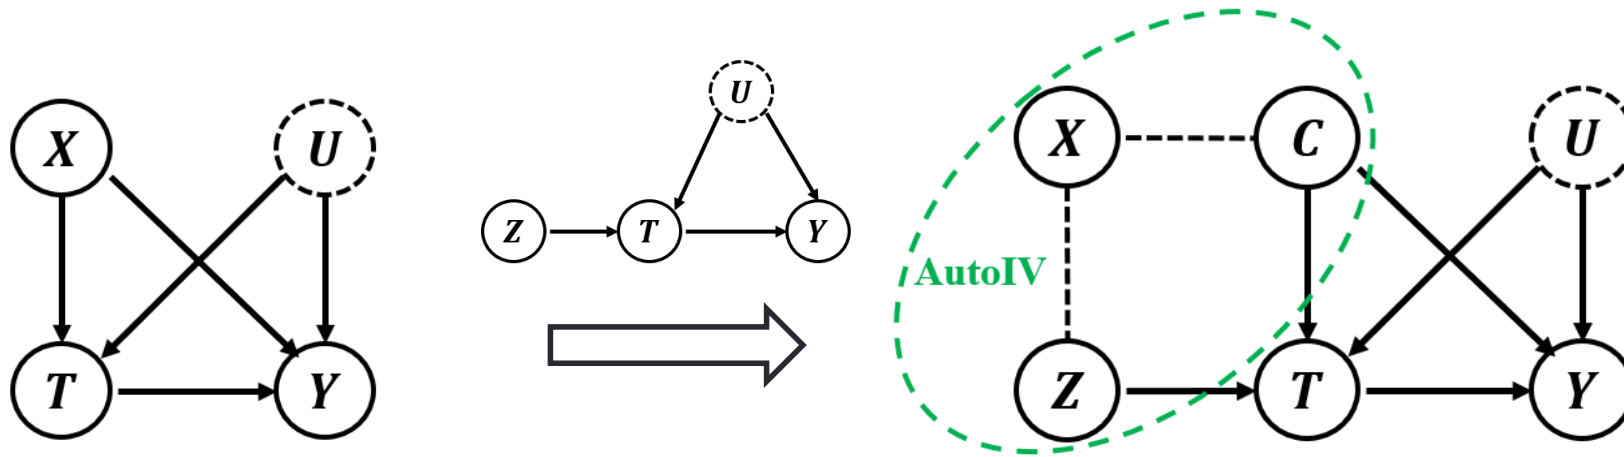 X U
T Y
U
Z T Y
X C U
AutoIV
Z T Y